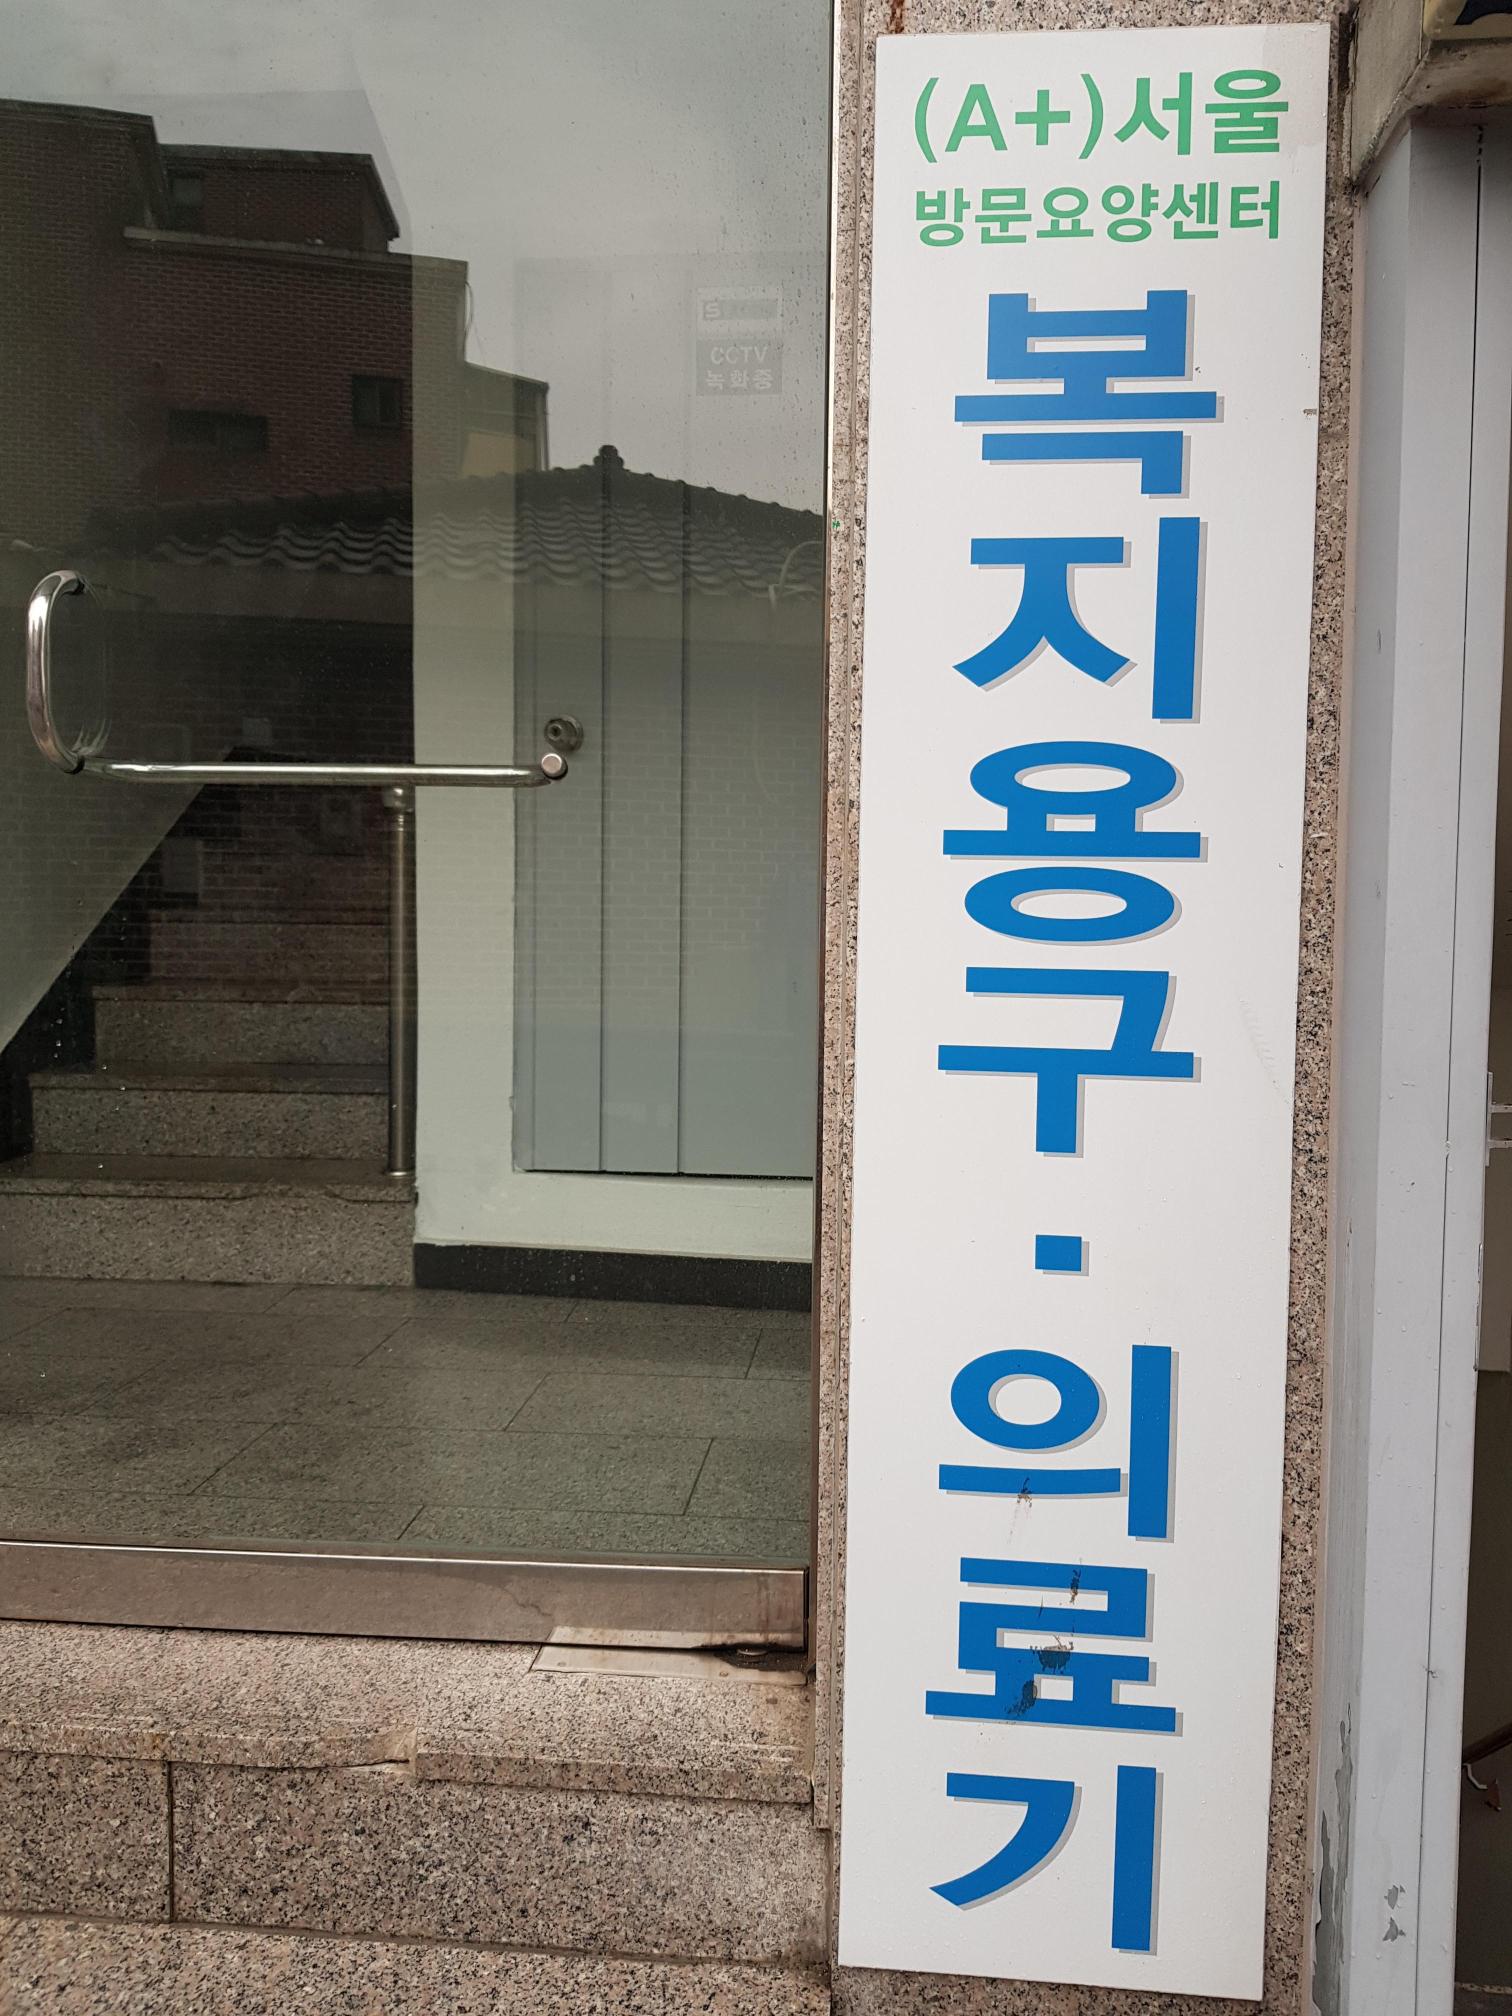 CCTV
녹화중
(A+)서울
방문요양센터
복지용구·의료기